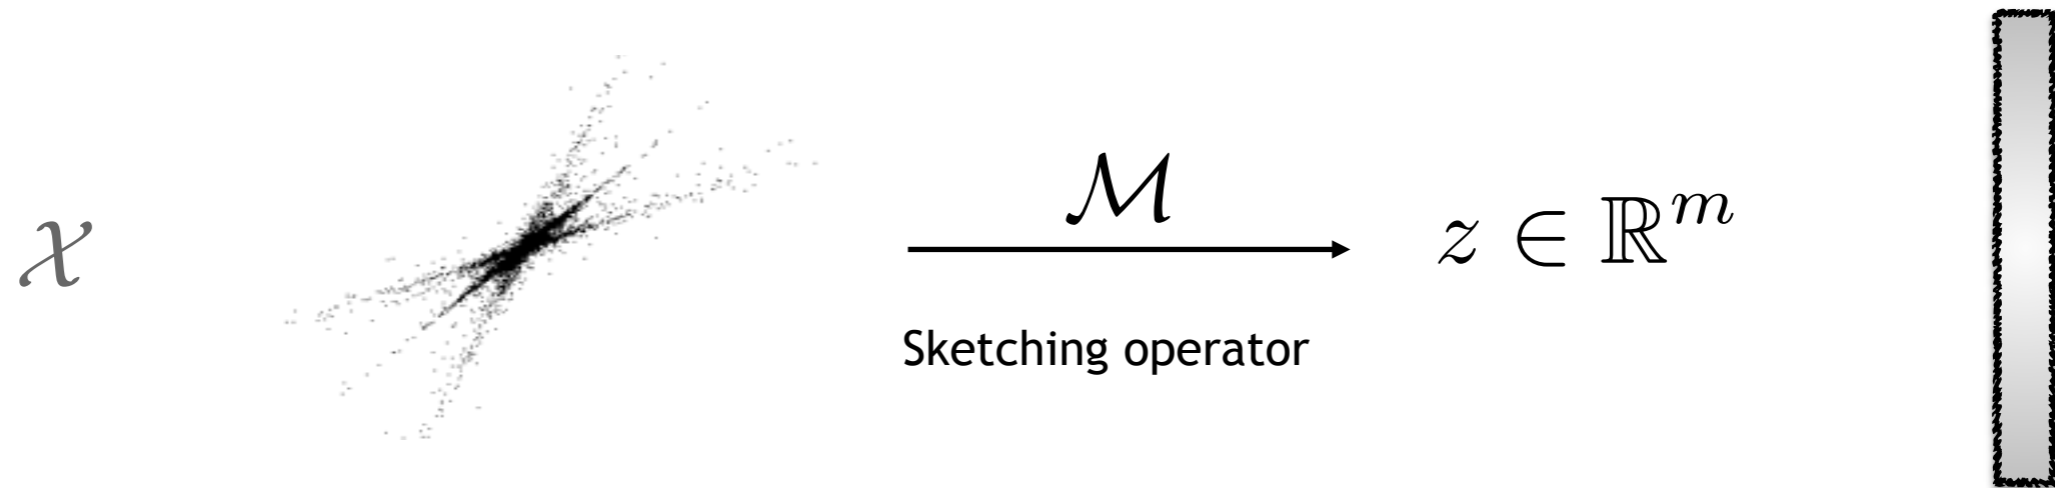 𝒳
ℳ
z ∈ ℝ^m
Sketching operator